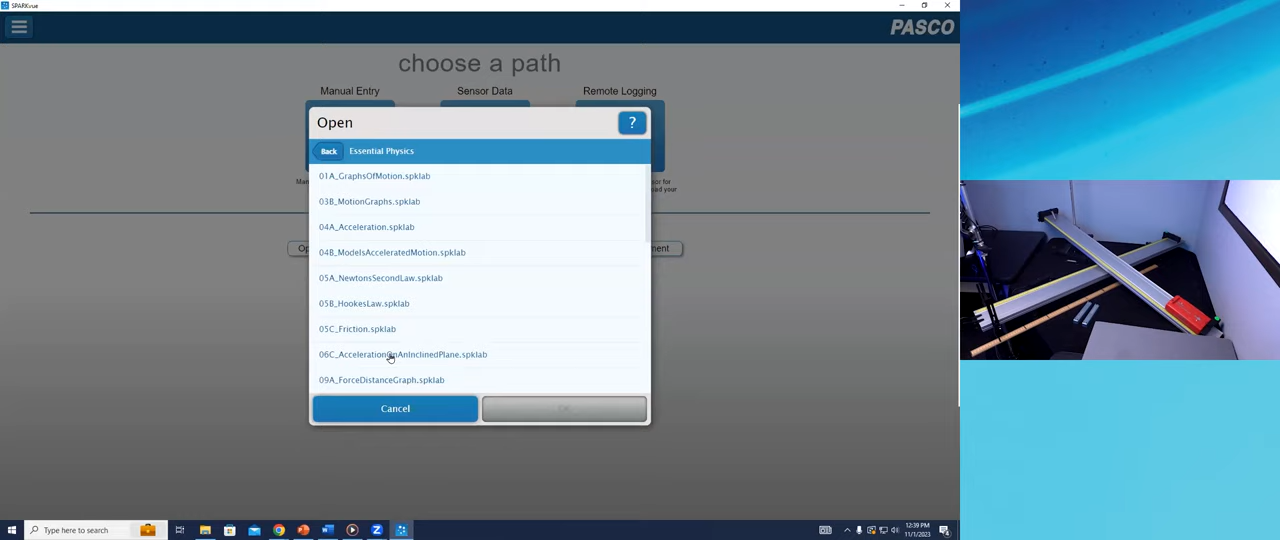 SPARKvue
PASCO
choose a path
Manual Entry
Sensor Data
Remote Logging
Open
?
Back
Essential Physics
01A_GraphsOfMotion.spklab
03B_MotionGraphs.spklab
04A_Acceleration.spklab
04B_ModelsAcceleratedMotion.spklab
05A_NewtonsSecondLaw.spklab
05B_HookesLaw.spklab
05C_Friction.spklab
06C_AccelerationOnAnInclinedPlane.spklab
09A_ForceDistanceGraph.spklab
Cancel
OK
Type here to search
12:39 PM
11/1/2023